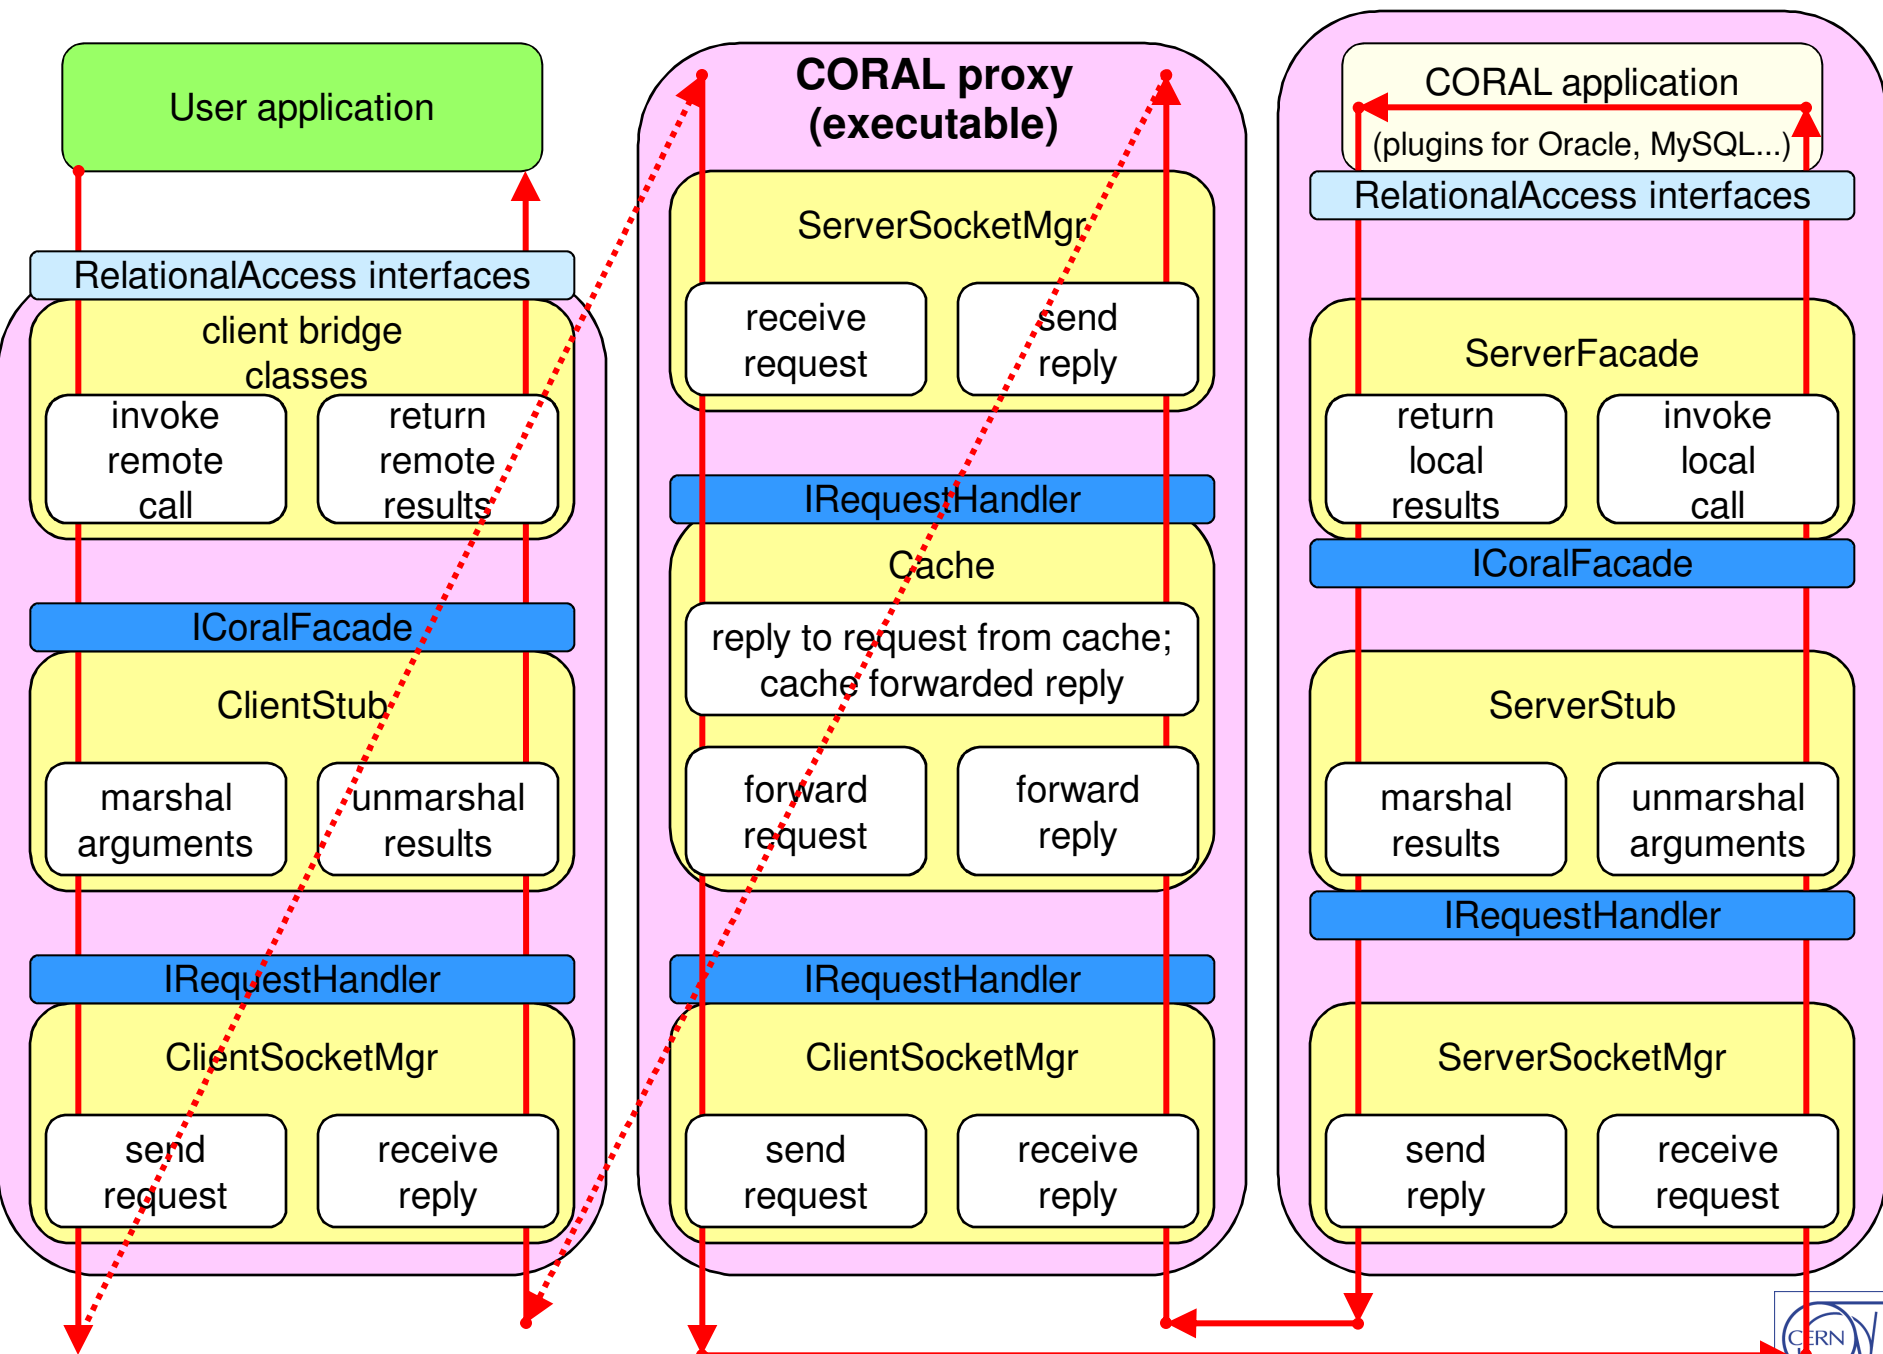 User application
RelationalAccess interfaces
client bridge
classes
invoke
remote
call
return
remote
results
ICoralFacade
ClientStub
marshal
arguments
unmarshal
results
IRequestHandler
ClientSocketMgr
send
request
receive
reply
CORAL proxy
(executable)
ServerSocketMgr
receive
request
send
reply
IRequestHandler
Cache
reply to request from cache;
cache forwarded reply
forward
request
forward
reply
IRequestHandler
ClientSocketMgr
send
request
receive
reply
CORAL application
(plugins for Oracle, MySQL...)
RelationalAccess interfaces
ServerFacade
return
local
results
invoke
local
call
ICoralFacade
ServerStub
marshal
results
unmarshal
arguments
IRequestHandler
ServerSocketMgr
send
reply
receive
request
CERN